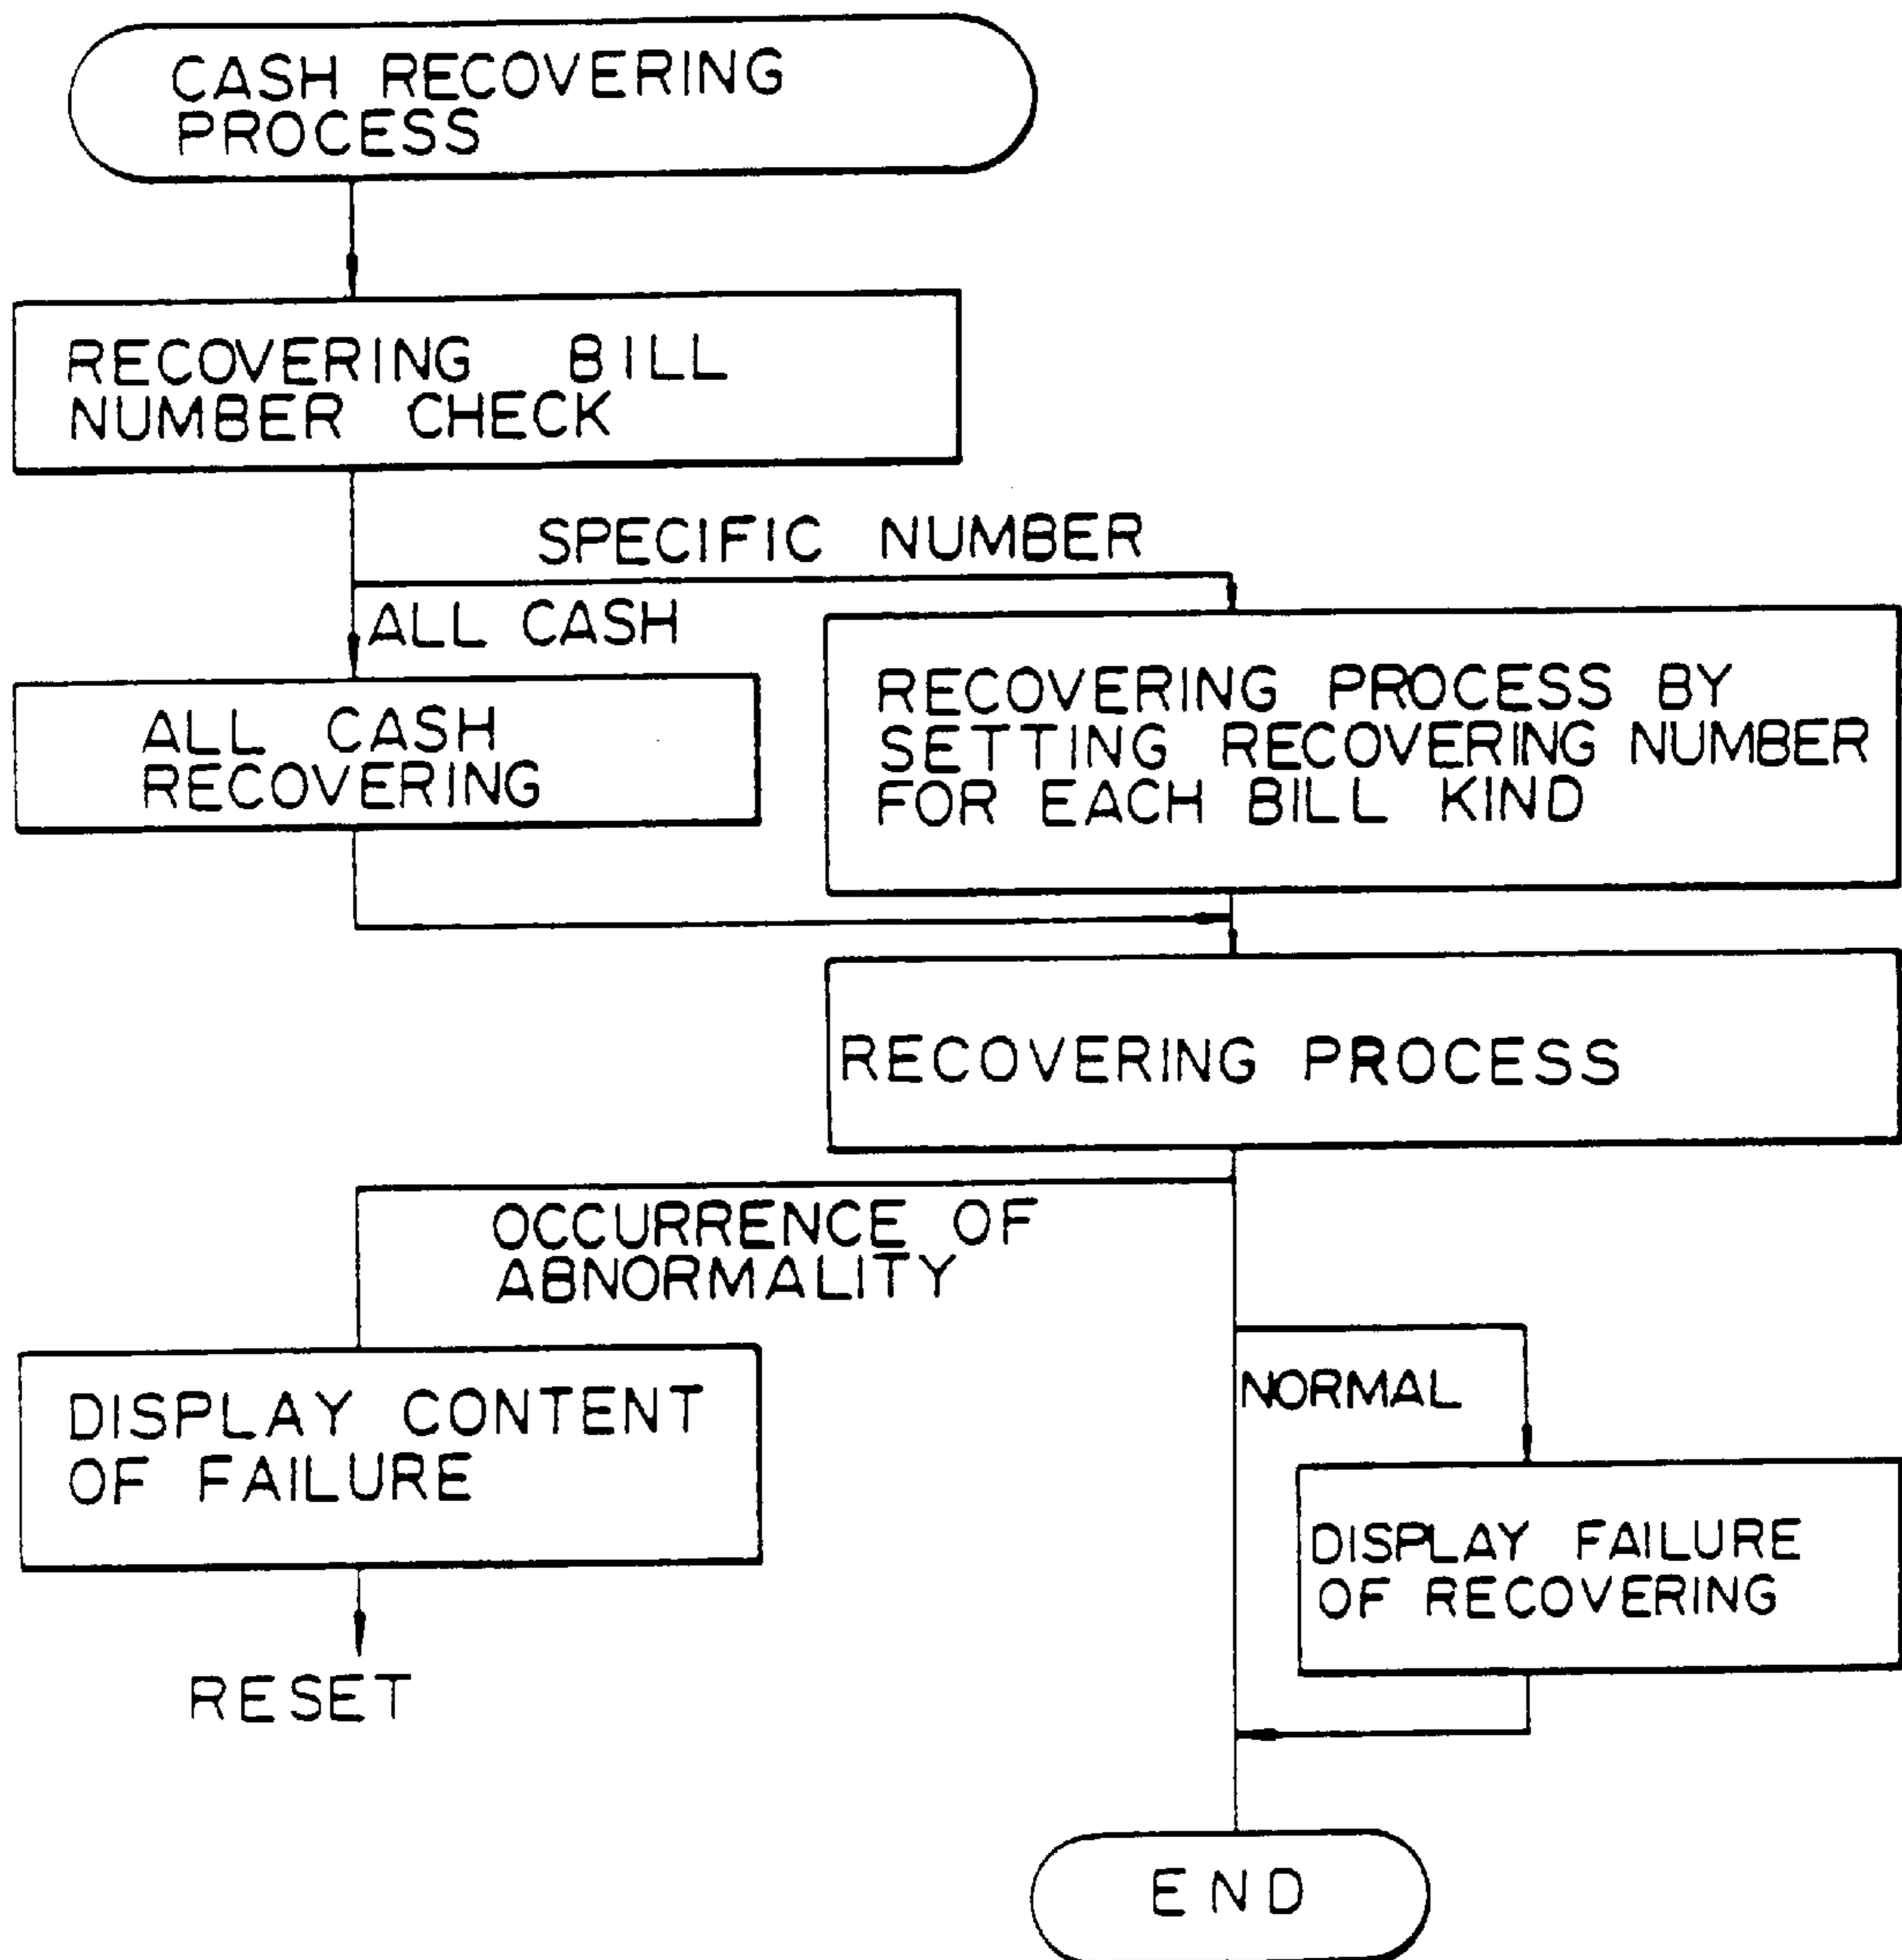 CASH RECOVERING
PROCESS
RECOVERING BILL
NUMBER CHECK
SPECIFIC NUMBER
ALL CASH
ALL CASH
RECOVERING
RECOVERING PROCESS BY
SETTING RECOVERING NUMBER
FOR EACH BILL KIND
RECOVERING PROCESS
OCCURRENCE OF
ABNORMALITY
NORMAL
DISPLAY CONTENT
OF FAILURE
DISPLAY FAILURE
OF RECOVERING
RESET
END